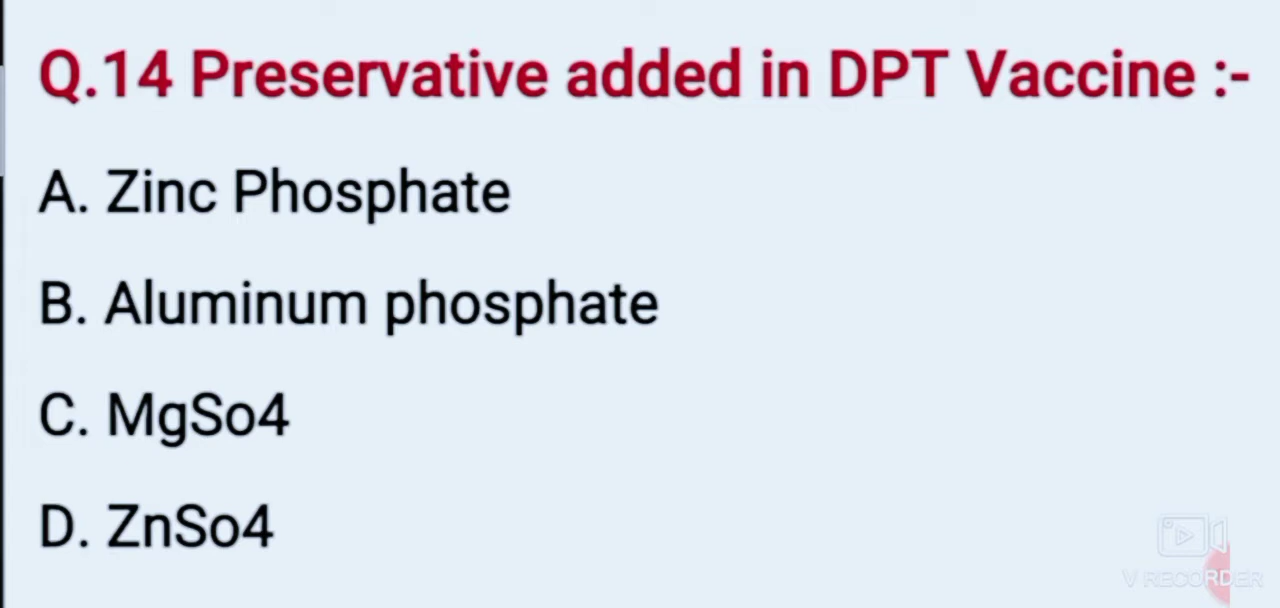 Q.14 Preservative added in DPT Vaccine :-
A. Zinc Phosphate
B. Aluminum phosphate
C. MgSo4
D. ZnSo4
V RECORDER